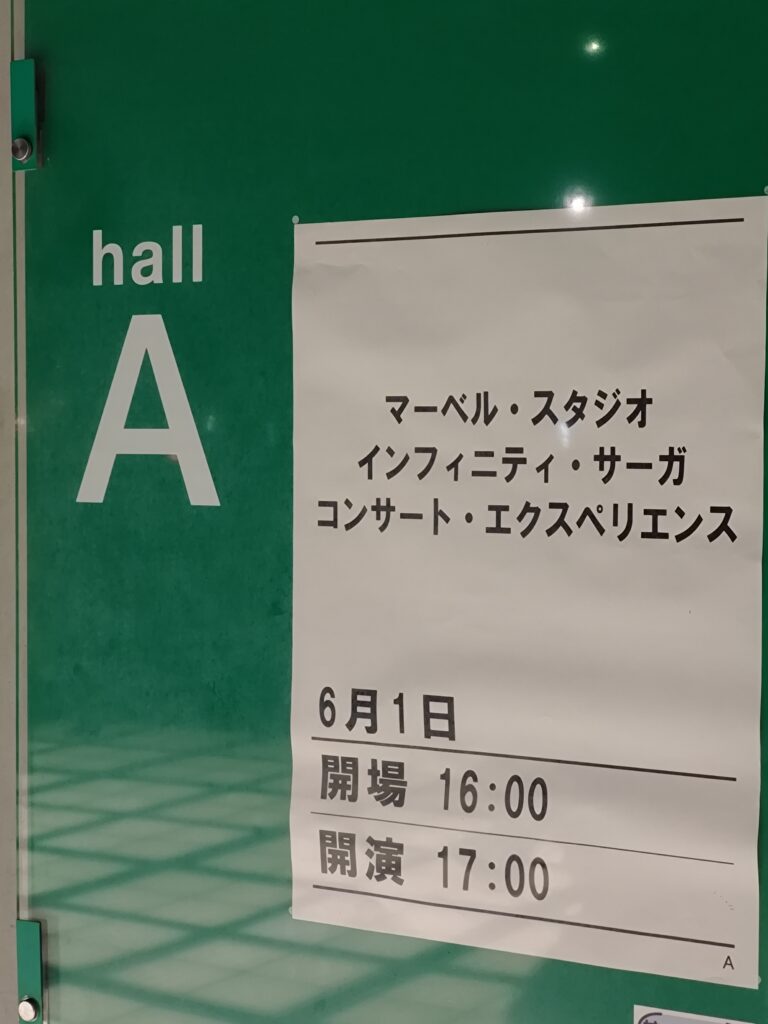 hall
A
マーベル・スタジオ
インフィニティ・サーガ
コンサート・エクスペリエンス
6月1日
開場 16:00
開演 17:00
A